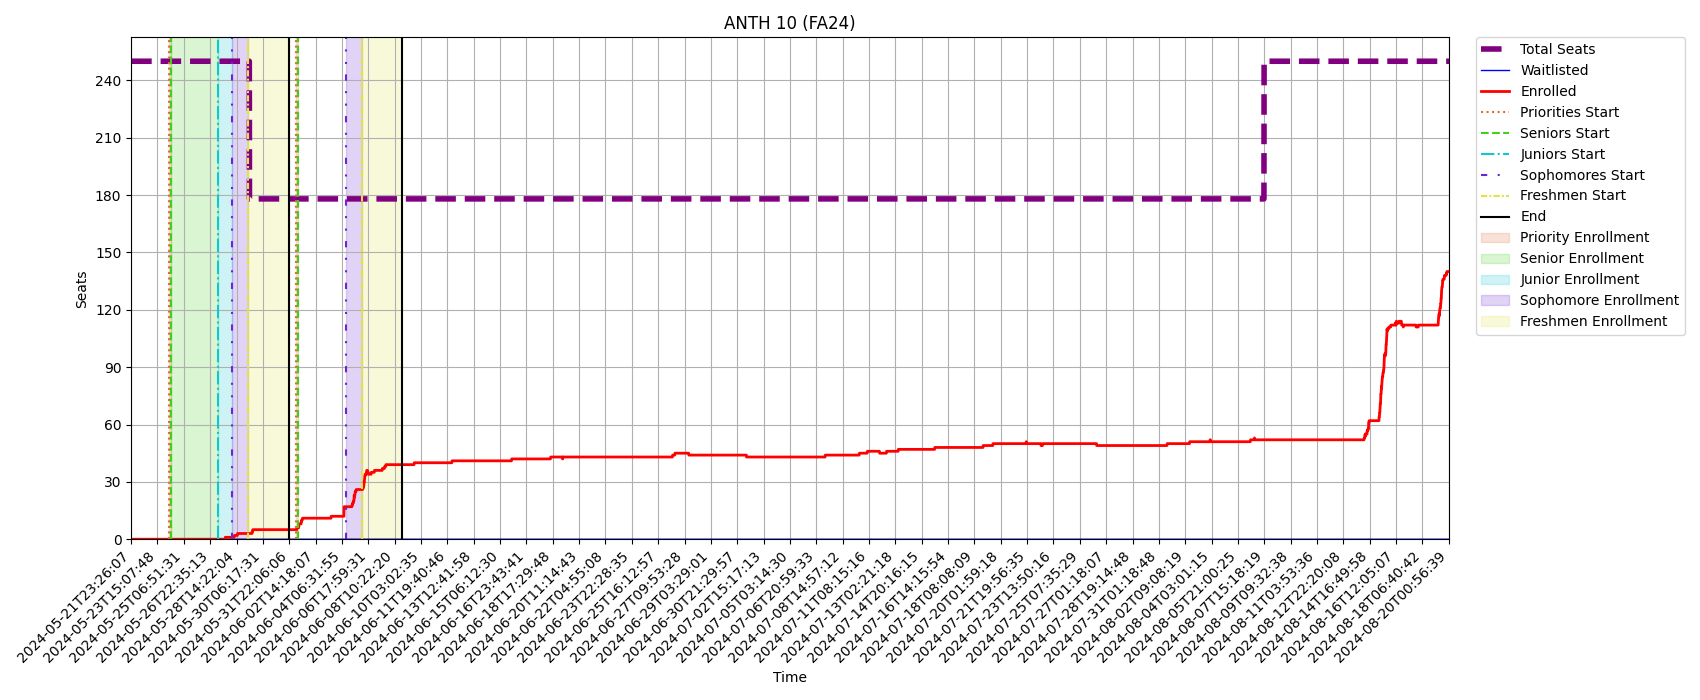 ANTH 10 (FA24)
Seats
240
210
180
150
120
90
60
30
0
2024-05-21T3:26:07
2024-05-23T15:07:48
2024-05-25T06:51:31
2024-05-26T22:35:13
2024-05-28T14:22:04
2024-05-30T06:17:31
2024-05-31T22:06:06
2024-06-02T14:18:07
2024-06-04T06:31:55
2024-06-06T17:59:31
2024-06-08T10:22:20
2024-06-10T03:02:35
2024-06-11T19:40:46
2024-06-13T12:41:58
2024-06-15T06:12:30
2024-06-16T23:43:41
2024-06-18T17:29:48
2024-06-20T11:14:43
2024-06-22T04:55:08
2024-06-23T22:28:35
2024-06-25T16:12:57
2024-06-27T09:53:28
2024-06-29T03:29:01
2024-06-30T21:29:57
2024-07-02T15:17:13
2024-07-05T03:14:30
2024-07-06T20:59:33
2024-07-08T14:57:12
2024-07-11T08:15:16
2024-07-13T02:21:18
2024-07-14T20:16:15
2024-07-16T14:15:54
2024-07-18T08:08:09
2024-07-20T01:59:18
2024-07-21T19:56:35
2024-07-23T13:50:16
2024-07-25T07:35:29
2024-07-27T01:18:07
2024-07-28T19:14:48
2024-07-31T01:18:48
2024-08-02T09:08:19
2024-08-04T03:01:15
2024-08-05T21:00:25
2024-08-07T15:18:19
2024-08-09T09:32:38
2024-08-11T03:53:36
2024-08-12T22:20:08
2024-08-14T16:49:58
2024-08-16T12:05:07
2024-08-18T06:40:42
2024-08-20T00:56:39
Time
Total Seats
Waitlisted
Enrolled
Priorities Start
Seniors Start
Juniors Start
Sophomores Start
Freshmen Start
End
Priority Enrollment
Senior Enrollment
Junior Enrollment
Sophomore Enrollment
Freshmen Enrollment